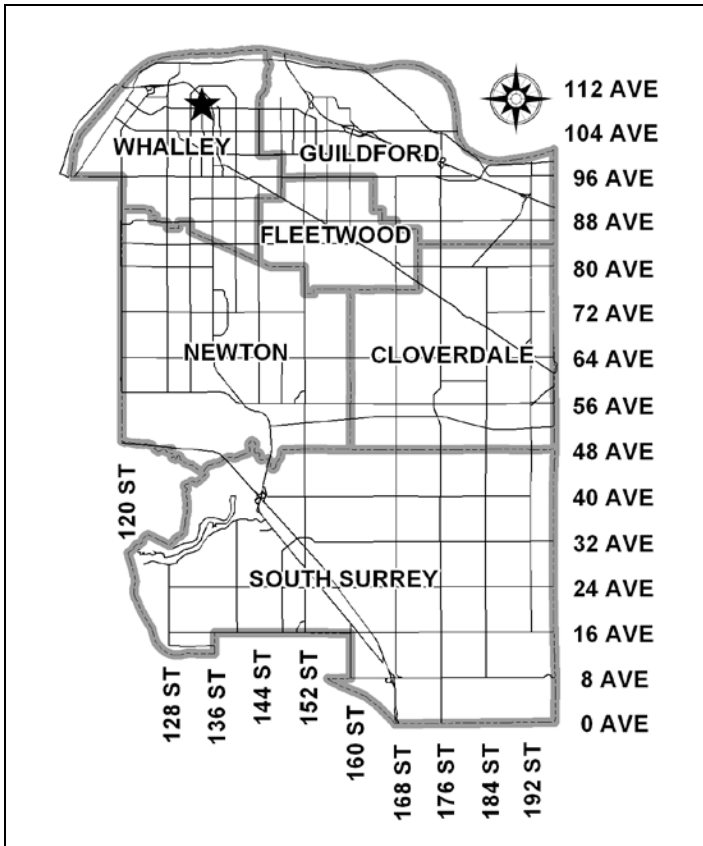 112 AVE
104 AVE
WHALLEY
GUILDFORD
96 AVE
88 AVE
FLEETWOOD
80 AVE
72 AVE
NEWTON
CLOVERDALE
64 AVE
56 AVE
48 AVE
120 ST
40 AVE
32 AVE
SOUTH SURREY
24 AVE
16 AVE
128 ST
136 ST
144 ST
152 ST
160 ST
8 AVE
0 AVE
168 ST
176 ST
184 ST
192 ST